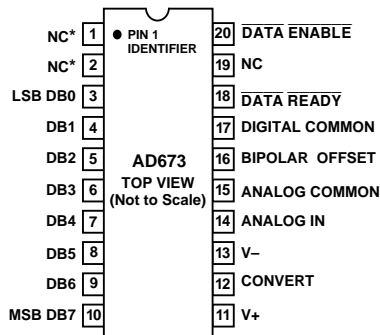 NC* 1
NC* 2
LSB DB0 3
DB1 4
DB2 5
DB3 6
DB4 7
DB5 8
DB6 9
MSB DB7 10
PIN 1
IDENTIFIER
AD673
TOP VIEW
(Not to Scale)
20 DATA ENABLE
19 NC
18 DATA READY
17 DIGITAL COMMON
16 BIPOLAR OFFSET
15 ANALOG COMMON
14 ANALOG IN
13 V–
12 CONVERT
11 V+